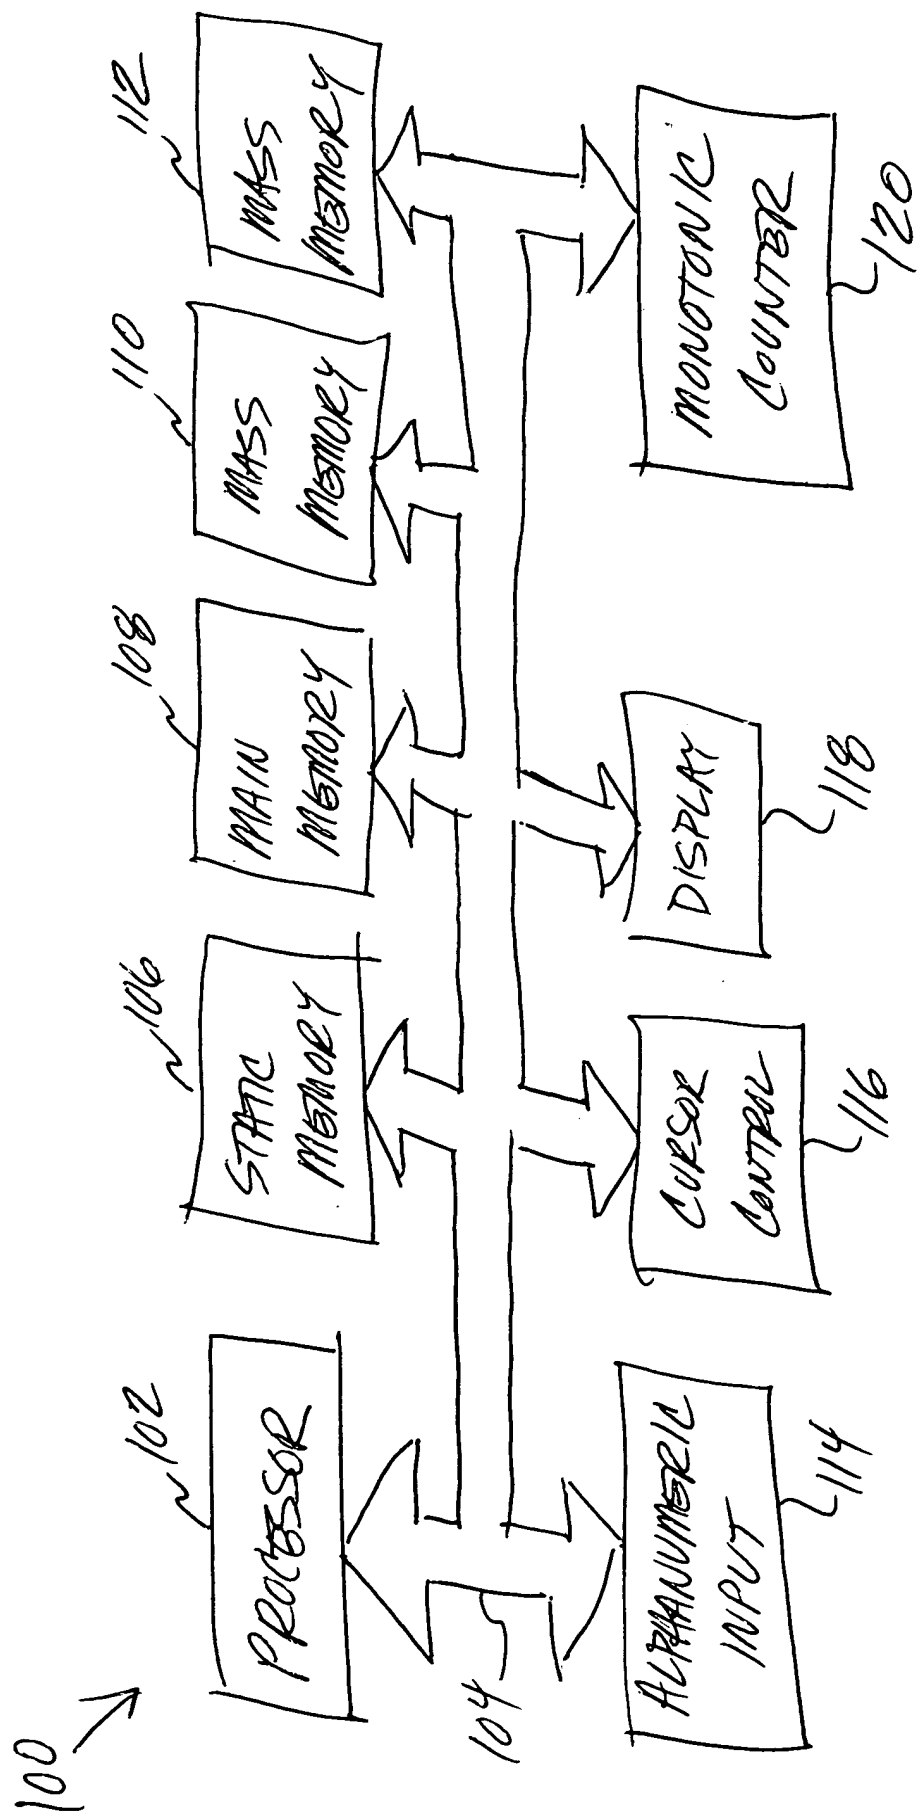 100
102
PROCESSOR
106
STATIC
MEMORY
108
MAIN
MEMORY
110
MASS
MEMORY
112
MASS
MEMORY
104
ALPHANUMERIC
INPUT
114
CURSOR
CONTROL
116
DISPLAY
118
MONOTONIC
COUNTER
120